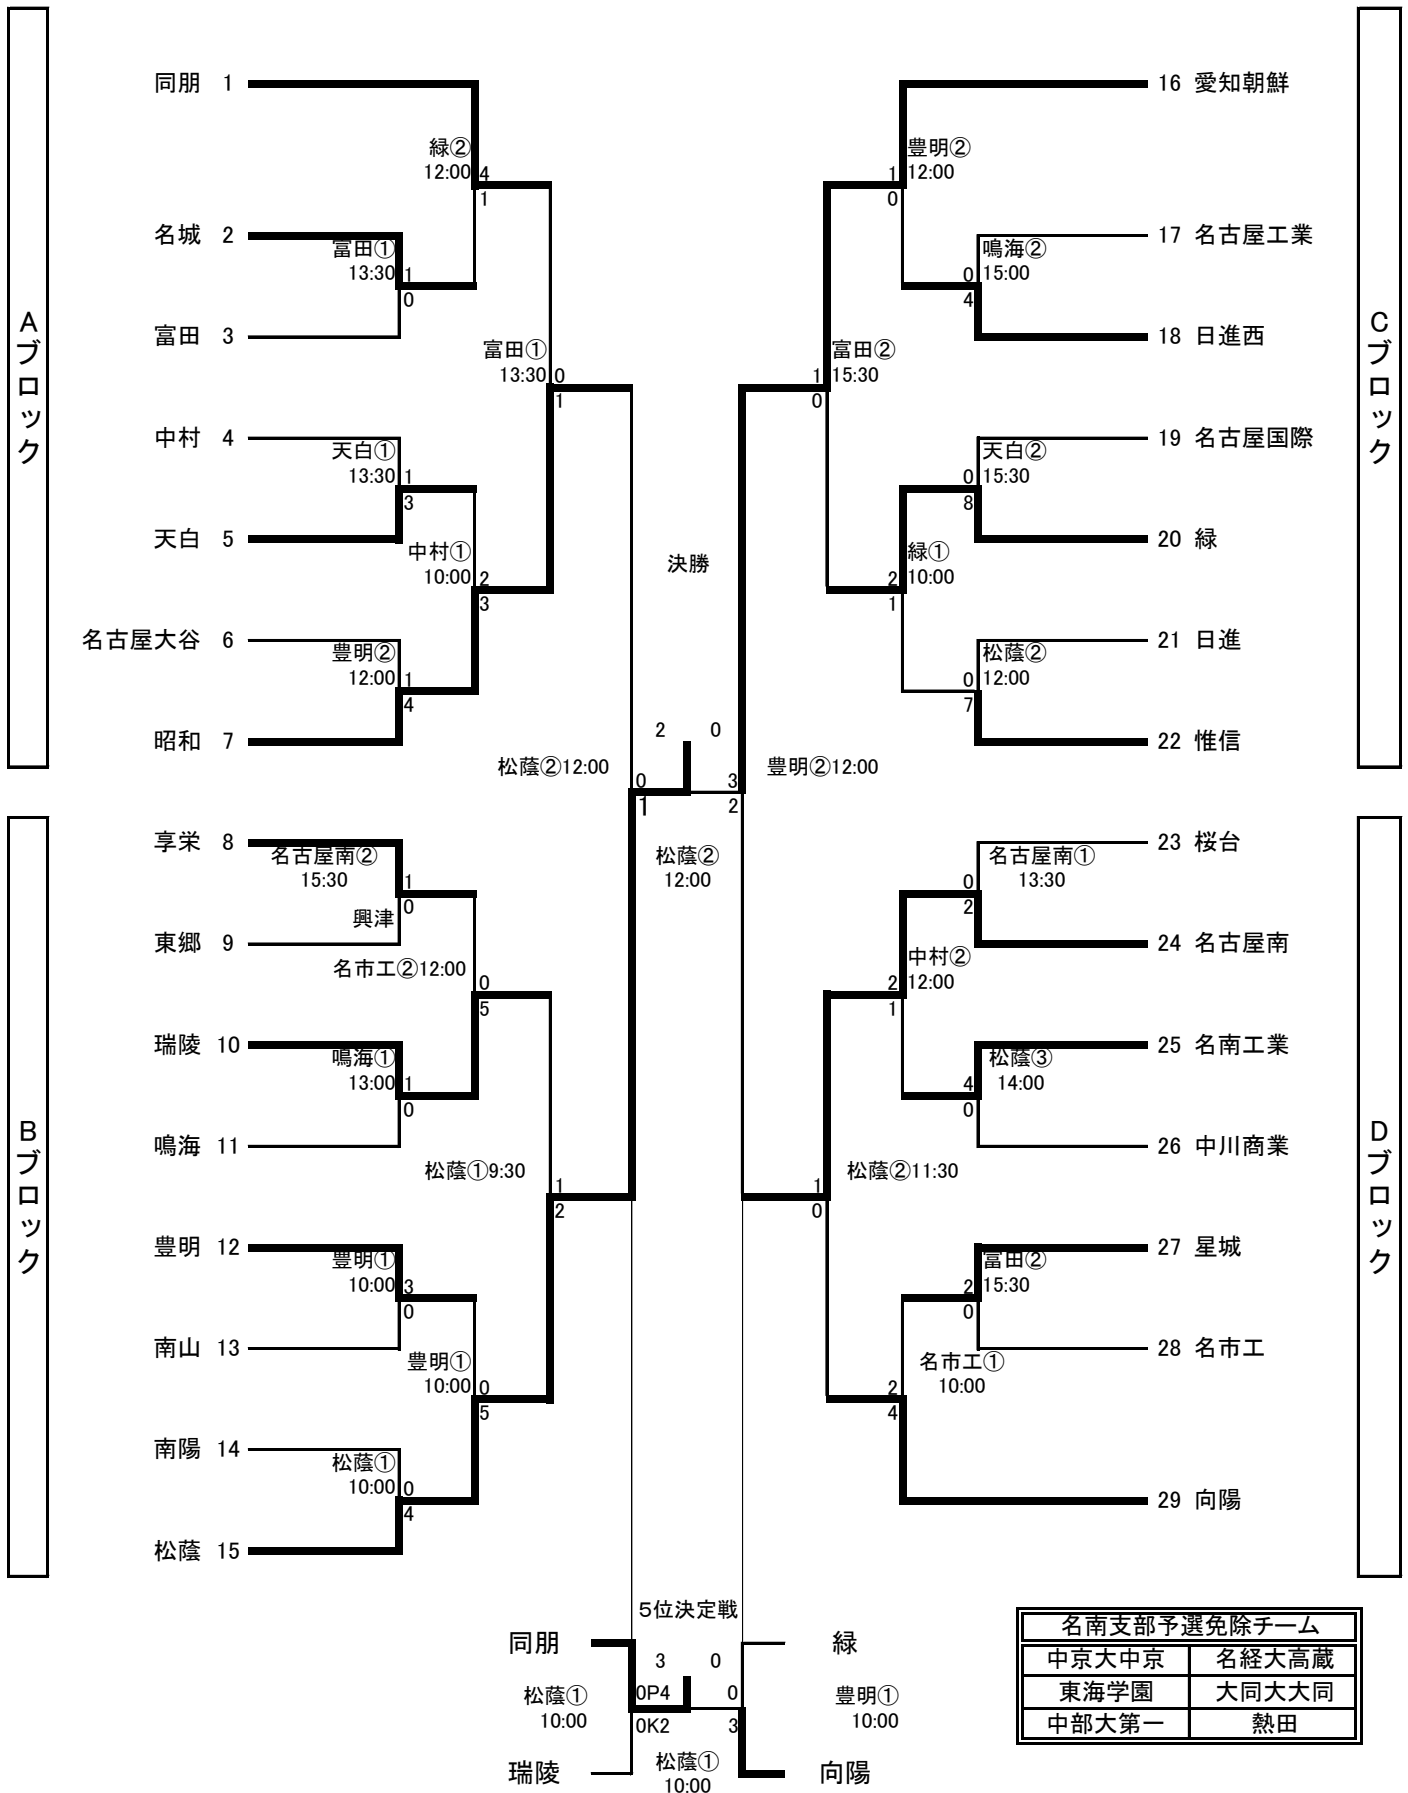 Aブロック
同朋 1
緑②
12:00 4
1
名城 2
富田①
13:30 1
0
富田 3
富田①
13:30 0
1
中村 4
天白①
13:30 1
3
天白 5
中村①
10:00 2
3
名古屋大谷 6
豊明②
12:00 1
4
昭和 7
Bブロック
享栄 8
名古屋南②
15:30 1
0
興津
東郷 9
名市工②12:00
0
5
瑞陵 10
鳴海①
13:00 1
0
鳴海 11
松蔭①9:30
1
2
豊明 12
豊明①
10:00 3
0
南山 13
豊明①
10:00 0
5
南陽 14
松蔭①
10:00 0
4
松蔭 15
決勝
2 0
松蔭②12:00
0
1
豊明②12:00
3
2
松蔭②
12:00
Cブロック
16 愛知朝鮮
豊明②
1 12:00
0
17 名古屋工業
鳴海②
0 15:00
4
18 日進西
富田②
1 15:30
0
19 名古屋国際
天白②
0 15:30
8
20 緑
緑①
2 10:00
1
21 日進
松蔭②
0 12:00
7
22 惟信
Dブロック
23 桜台
名古屋南①
0 13:30
2
24 名古屋南
中村②
2 12:00
1
25 名南工業
松蔭③
4 14:00
0
26 中川商業
松蔭②11:30
1
0
27 星城
富田②
2 15:30
0
28 名市工
名市工①
2 10:00
4
29 向陽
5位決定戦
同朋 緑
3 0
松蔭①
10:00
0P4 0
0K2 3
豊明①
10:00
松蔭①
10:00
瑞陵 向陽
名南支部予選免除チーム
中京大中京 名経大高蔵
東海学園 大同大大同
中部大第一 熱田